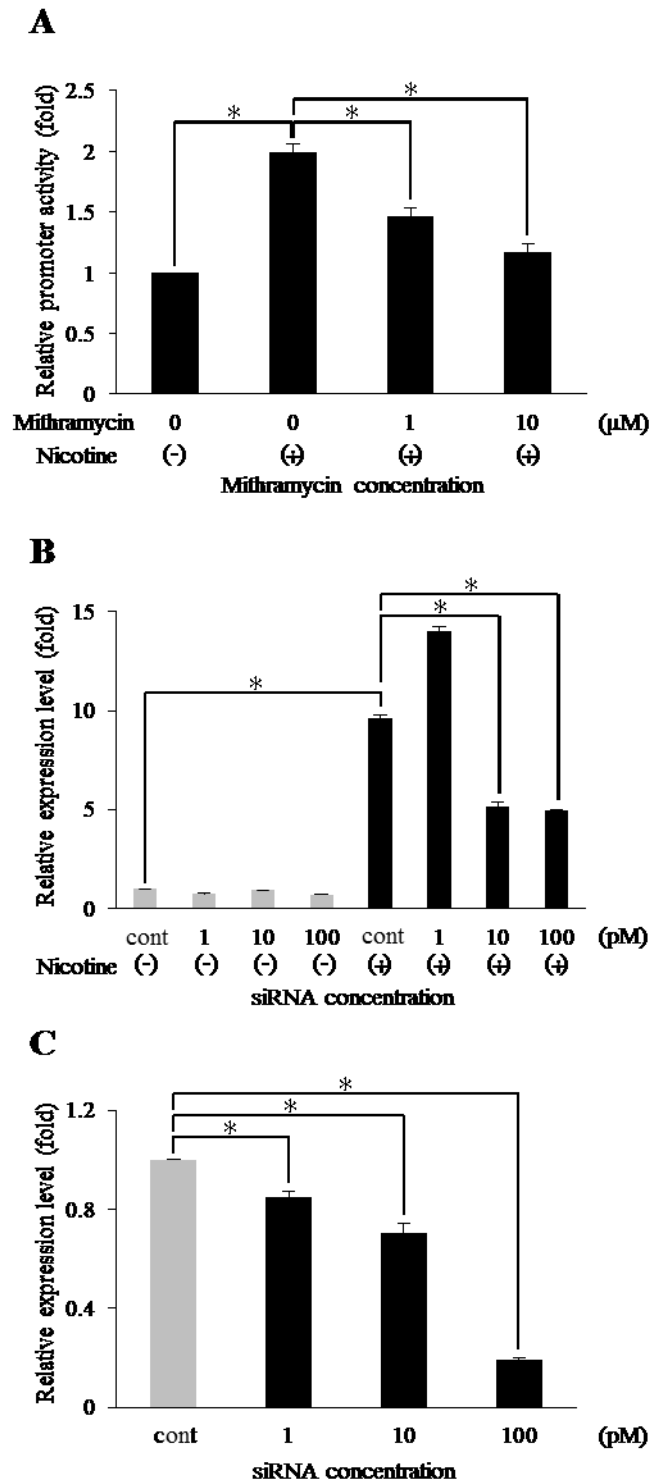 A
Relative promoter activity (fold)
2.5
2
1.5
1
0.5
0
* * *
Mithramycin 0 0 1 10 (μM)
Nicotine (-) (+) (+) (+)
Mithramycin concentration
B
Relative expression level (fold)
15
10
5
0
* * *
cont 1 10 100 cont 1 10 100 (pM)
Nicotine (-) (-) (-) (-) (+) (+) (+) (+)
siRNA concentration
C
Relative expression level (fold)
1.2
0.8
0.4
0
* * *
cont 1 10 100 (pM)
siRNA concentration